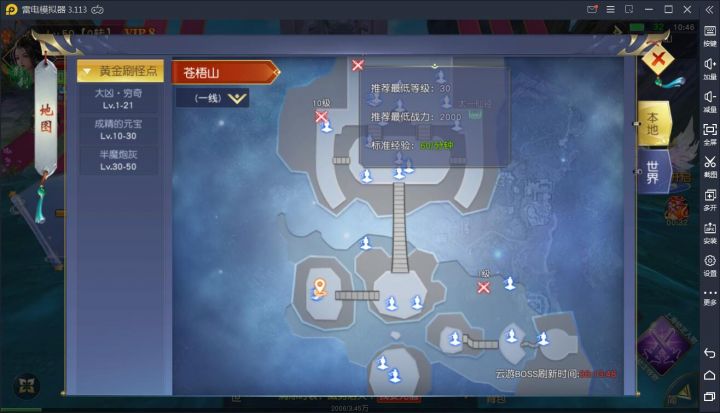 雷电模拟器 3.113
10:46
VIP 8
黄金刷怪点
大凶·穷奇
Lv.1-21
成精的元宝
Lv.10-30
半魔炮灰
Lv.30-50
地图
苍梧山
(一线)
推荐最低等级：30
推荐最低战力：2000
标准经验：60/分钟
10级
1级
云游BOSS刷新时间:
本地
世界
按键
加量
减量
全屏
截图
多开
安装
设置
更多